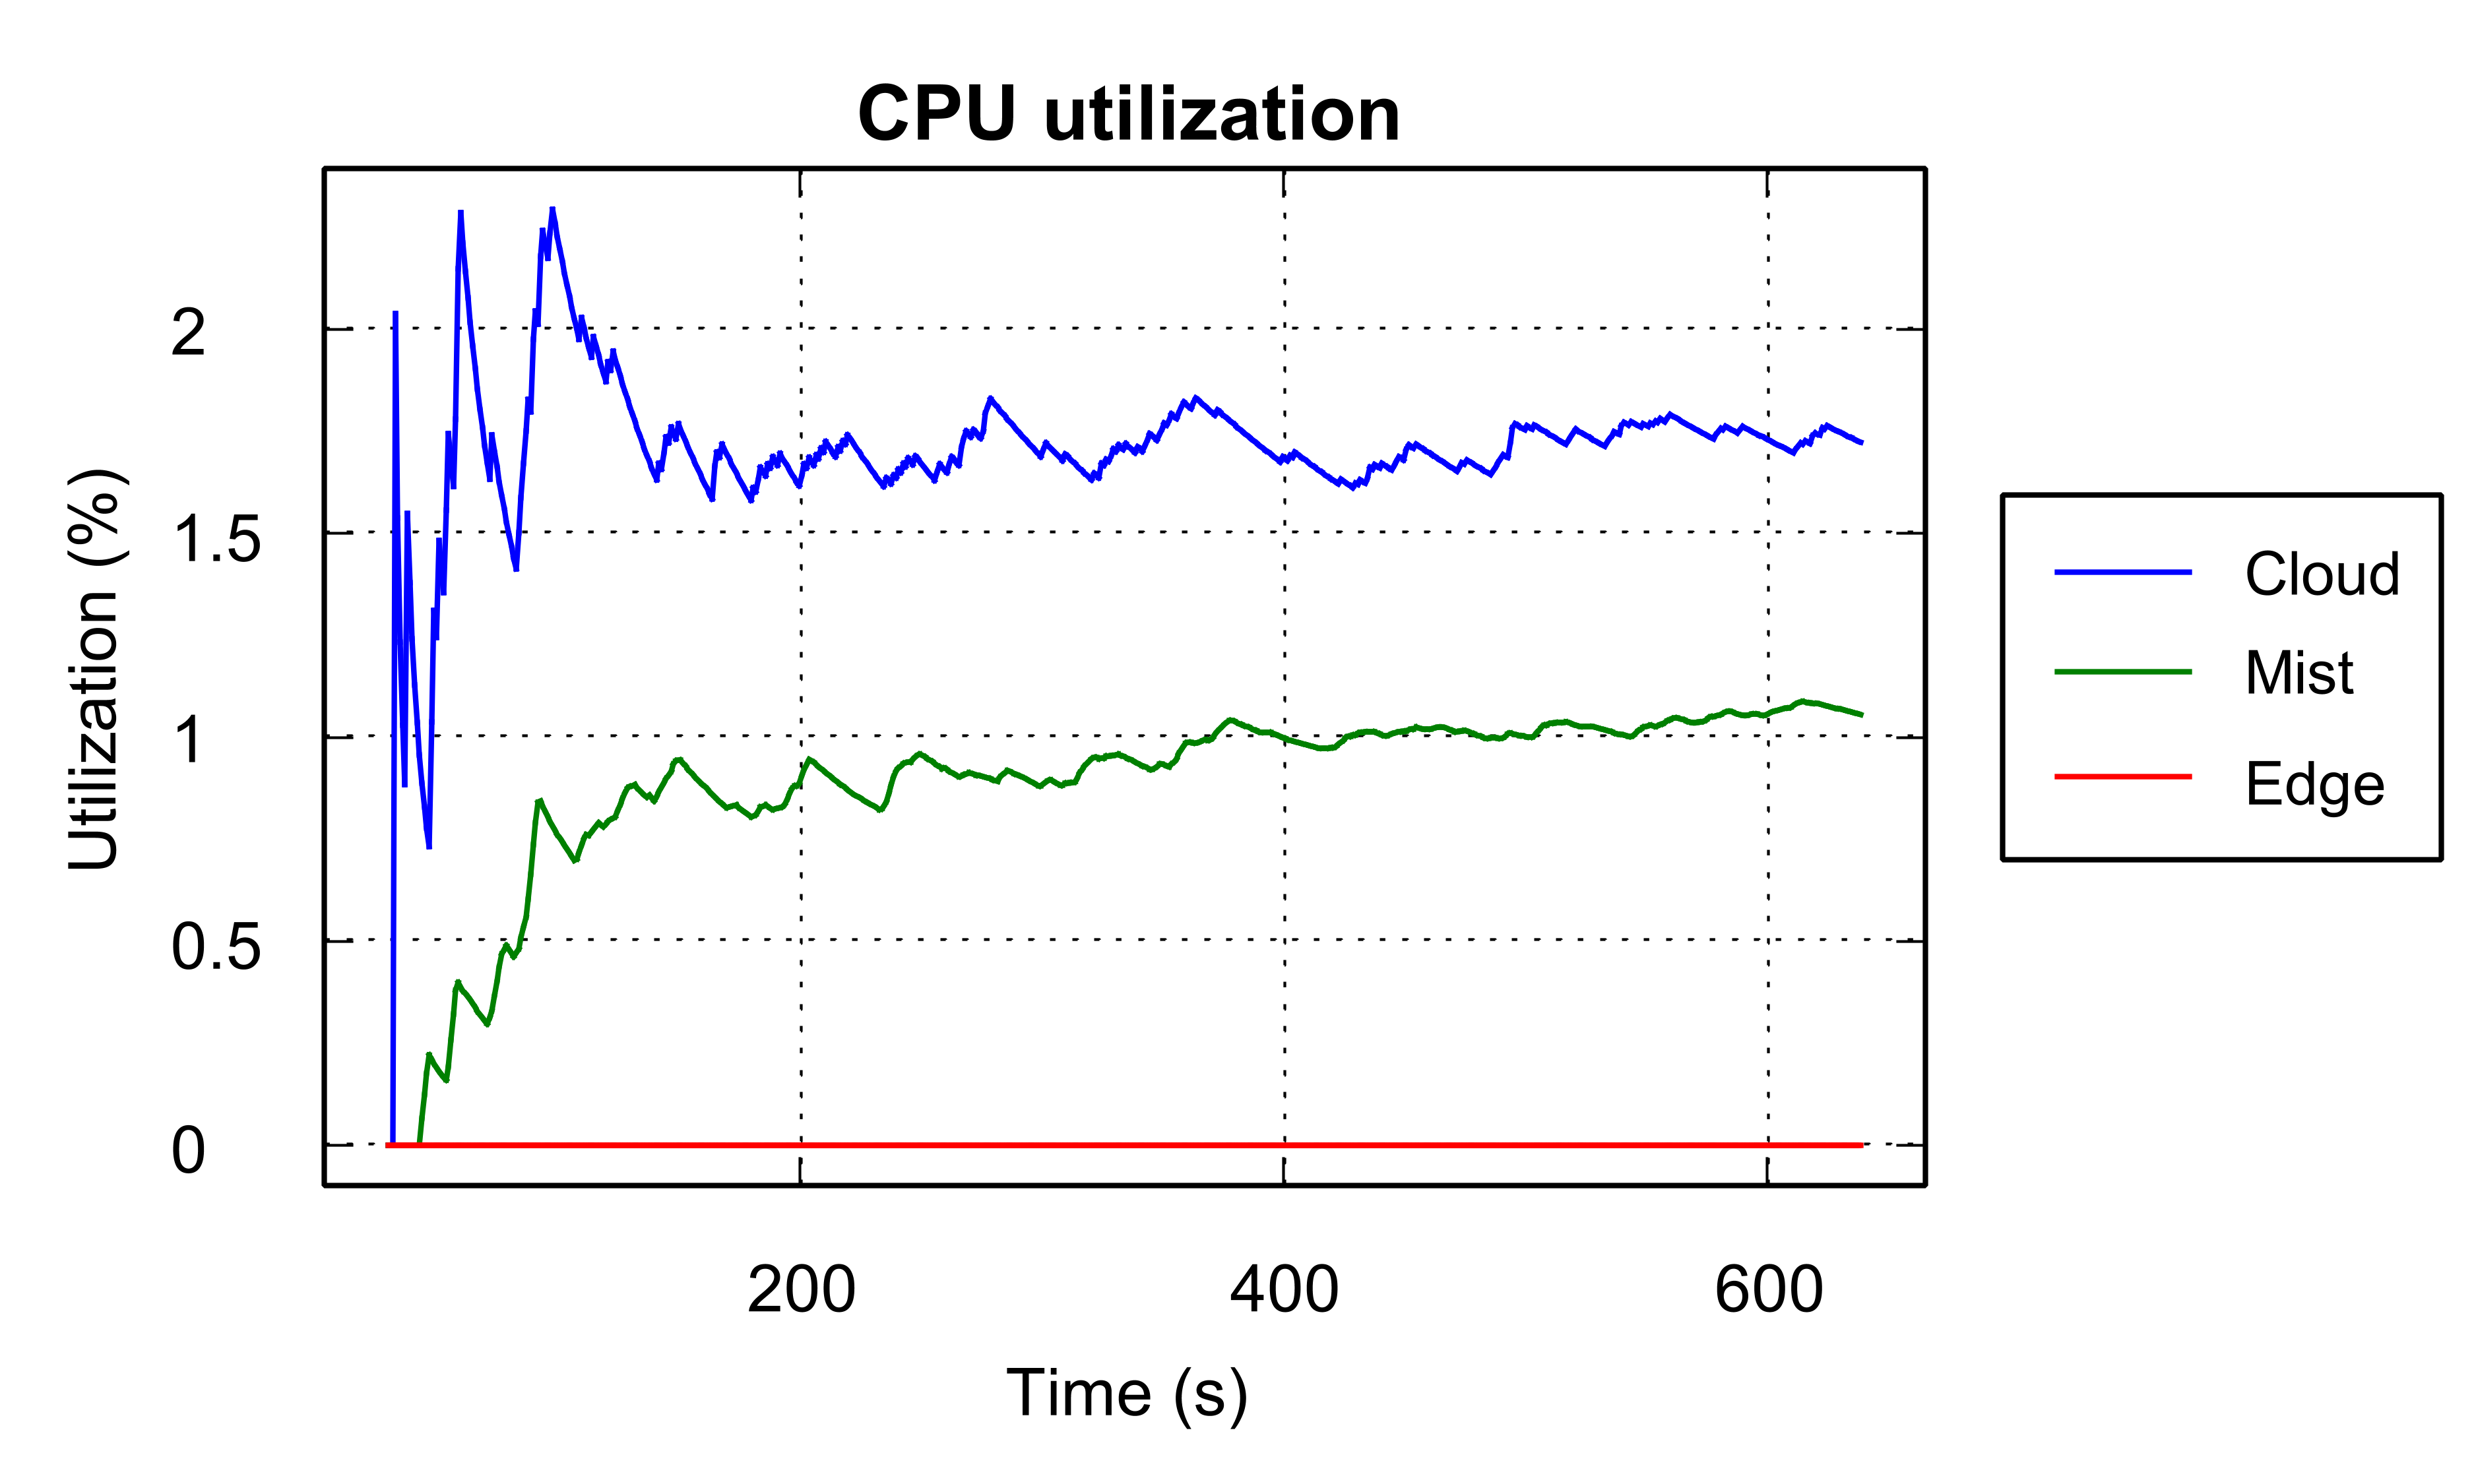 CPU utilization
Utilization (%)
2
1.5
1
0.5
0
200 400 600
Time (s)
Cloud
Mist
Edge